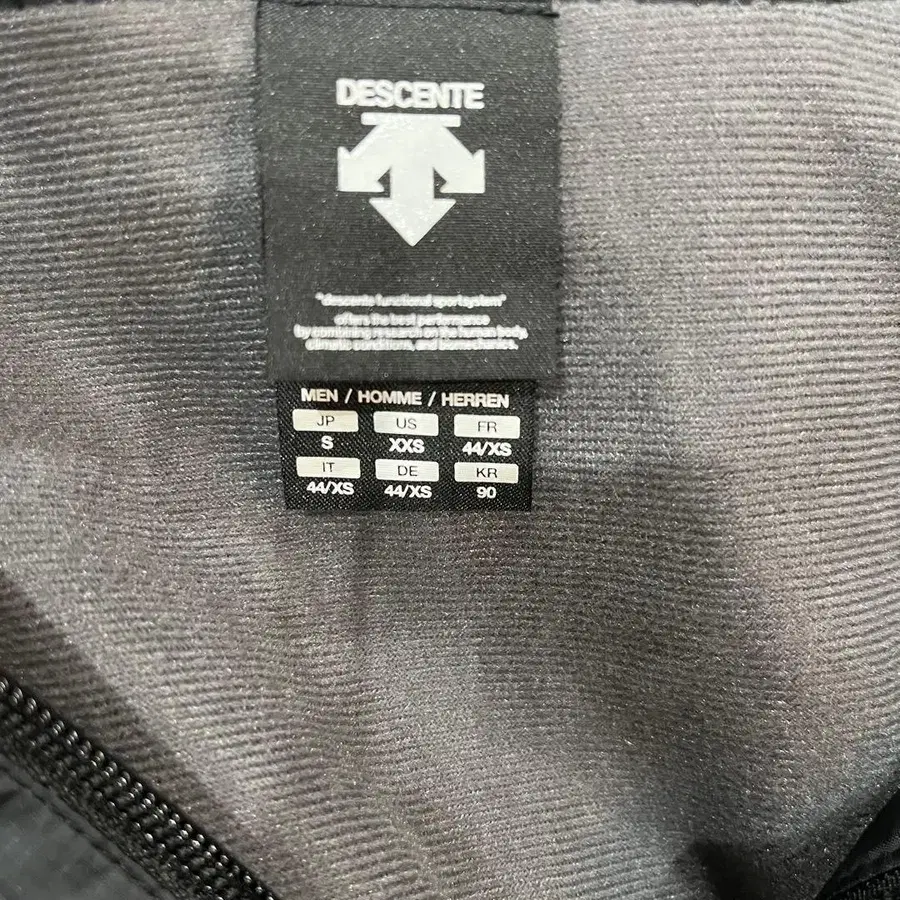 DESCENTE
"descente functional sportsystem"
offers the best performance
by combining research on the human body,
climatic conditions, and
MEN / HOMME / HERREN
JP US FR
S XXS 44/XS
IT DE KR
44/XS 44/XS 90